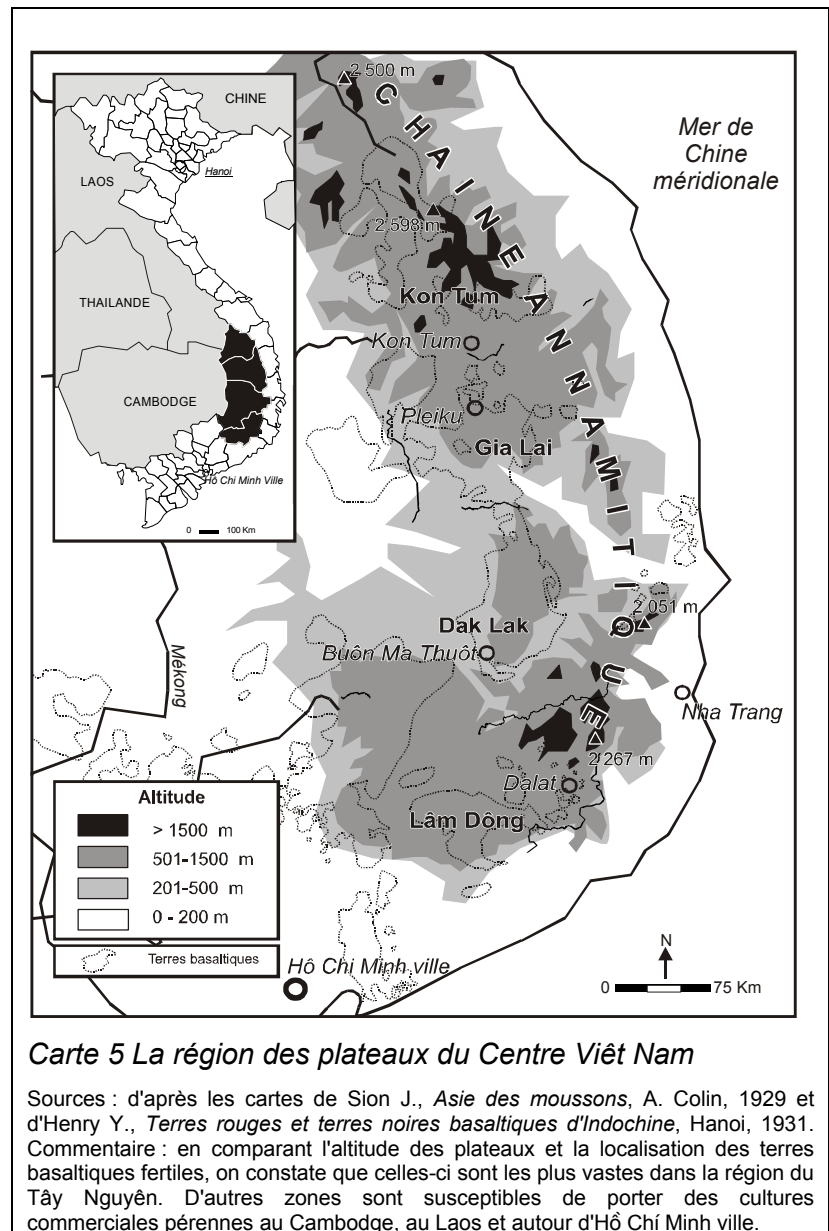 2 500 m
CHINE
LAOS
Hanoi
THAILANDE
CAMBODGE
Hô Chi Minh Ville
0 100 Km
CHAINE ANNAMITIQUE
Mer de
Chine
méridionale
2 598 m
Kon Tum
Kon Tum
Pleiku
Gia Lai
2 051 m
Dak Lak
Buôn Ma Thuôt
Mékong
Nha Trang
2 267 m
Dalat
Lâm Dông
Altitude
> 1500 m
501-1500 m
201-500 m
0 - 200 m
Terres basaltiques
Hô Chi Minh ville
N
0 75 Km
Carte 5 La région des plateaux du Centre Viêt Nam
Sources : d'après les cartes de Sion J., Asie des moussons, A. Colin, 1929 et
d'Henry Y., Terres rouges et terres noires basaltiques d'Indochine, Hanoi, 1931.
Commentaire : en comparant l'altitude des plateaux et la localisation des terres
basaltiques fertiles, on constate que celles-ci sont les plus vastes dans la région du
Tây Nguyên. D'autres zones sont susceptibles de porter des cultures
commerciales pérennes au Cambodge, au Laos et autour d'Hồ Chí Minh ville.